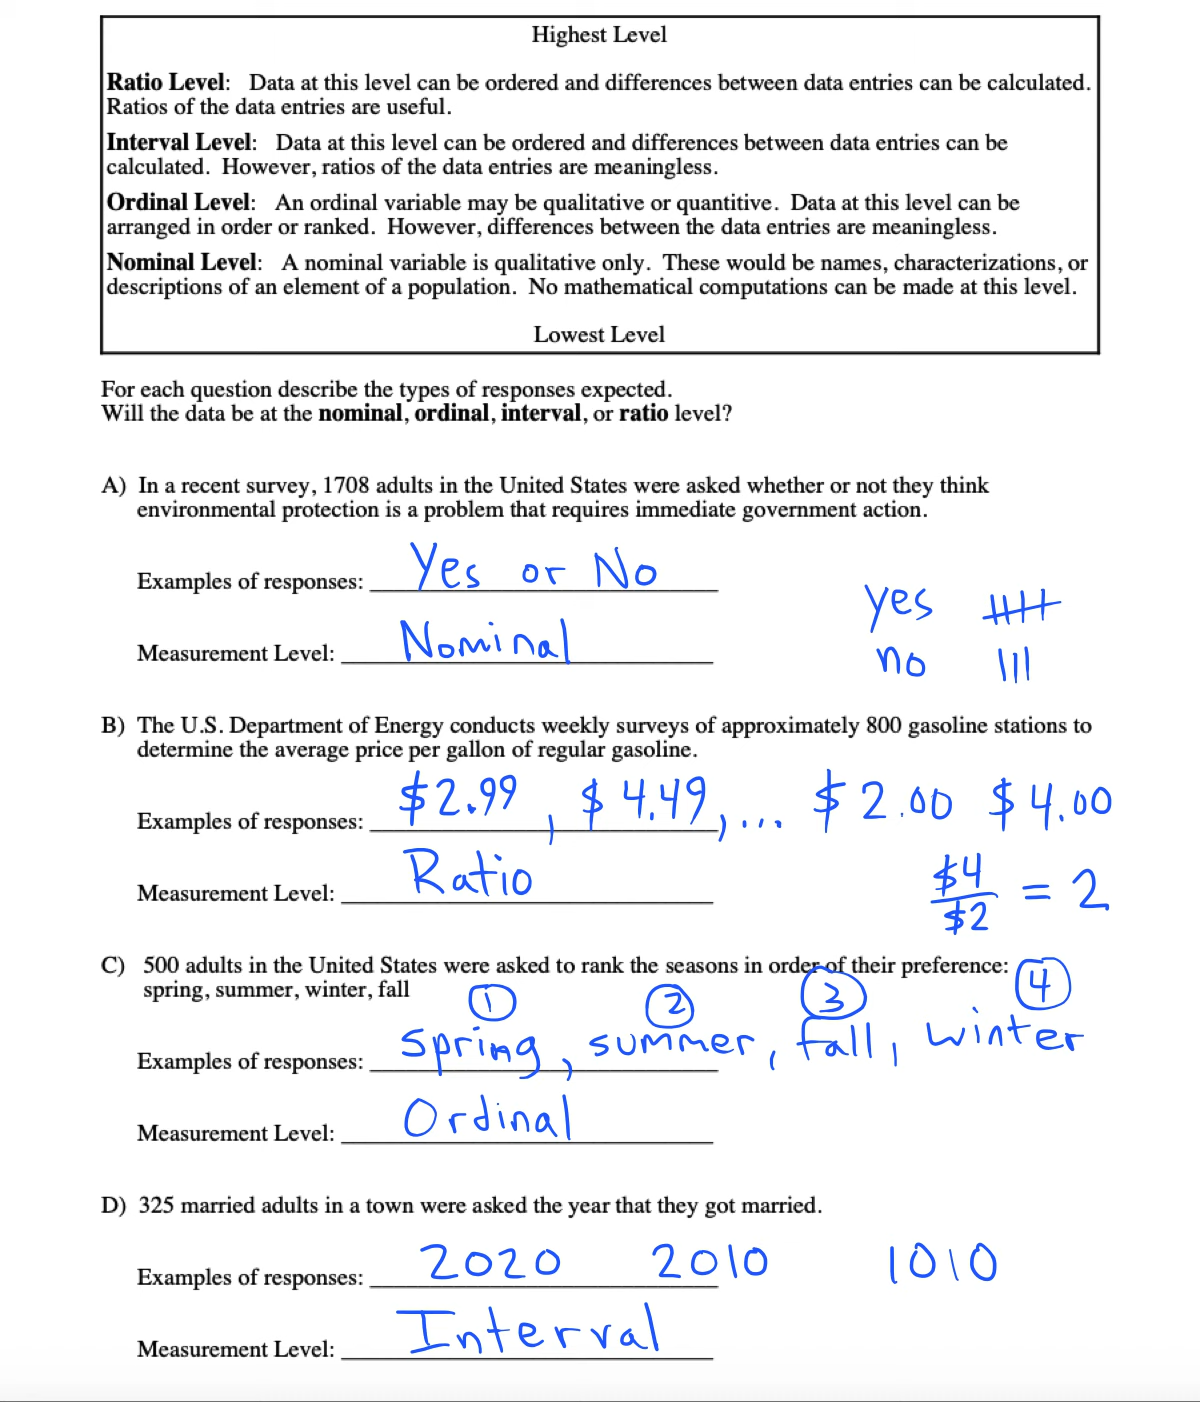 Highest Level
Ratio Level: Data at this level can be ordered and differences between data entries can be calculated.
Ratios of the data entries are useful.
Interval Level: Data at this level can be ordered and differences between data entries can be
calculated. However, ratios of the data entries are meaningless.
Ordinal Level: An ordinal variable may be qualitative or quantitive. Data at this level can be
arranged in order or ranked. However, differences between the data entries are meaningless.
Nominal Level: A nominal variable is qualitative only. These would be names, characterizations, or
descriptions of an element of a population. No mathematical computations can be made at this level.
Lowest Level
For each question describe the types of responses expected.
Will the data be at the nominal, ordinal, interval, or ratio level?
A) In a recent survey, 1708 adults in the United States were asked whether or not they think
environmental protection is a problem that requires immediate government action.
Examples of responses: Yes or No
yes 卌
Measurement Level: Nominal
no |||
B) The U.S. Department of Energy conducts weekly surveys of approximately 800 gasoline stations to
determine the average price per gallon of regular gasoline.
Examples of responses: $2.99, $4.49, ... $2.00 $4.00
Measurement Level: Ratio
$4/$2 = 2
C) 500 adults in the United States were asked to rank the seasons in order of their preference:
spring, summer, winter, fall
① ② ③ ④
Examples of responses: Spring, summer, fall, winter
Measurement Level: Ordinal
D) 325 married adults in a town were asked the year that they got married.
Examples of responses: 2020 2010 1010
Measurement Level: Interval